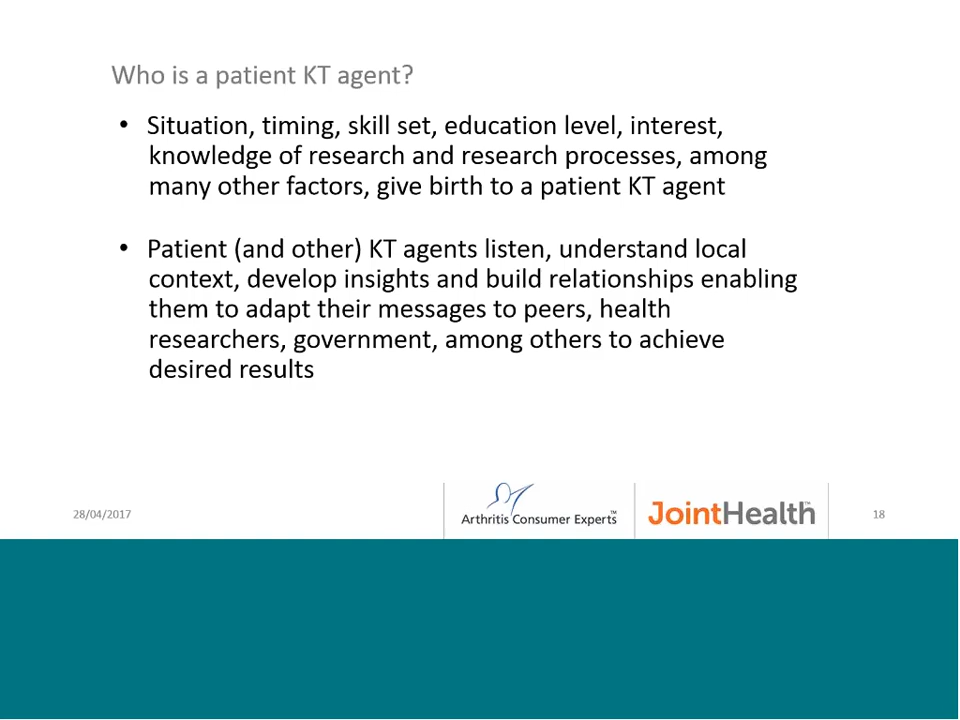 Who is a patient KT agent?
• Situation, timing, skill set, education level, interest,
knowledge of research and research processes, among
many other factors, give birth to a patient KT agent
• Patient (and other) KT agents listen, understand local
context, develop insights and build relationships enabling
them to adapt their messages to peers, health
researchers, government, among others to achieve
desired results
28/04/2017
Arthritis Consumer Experts™
JointHealth™
18